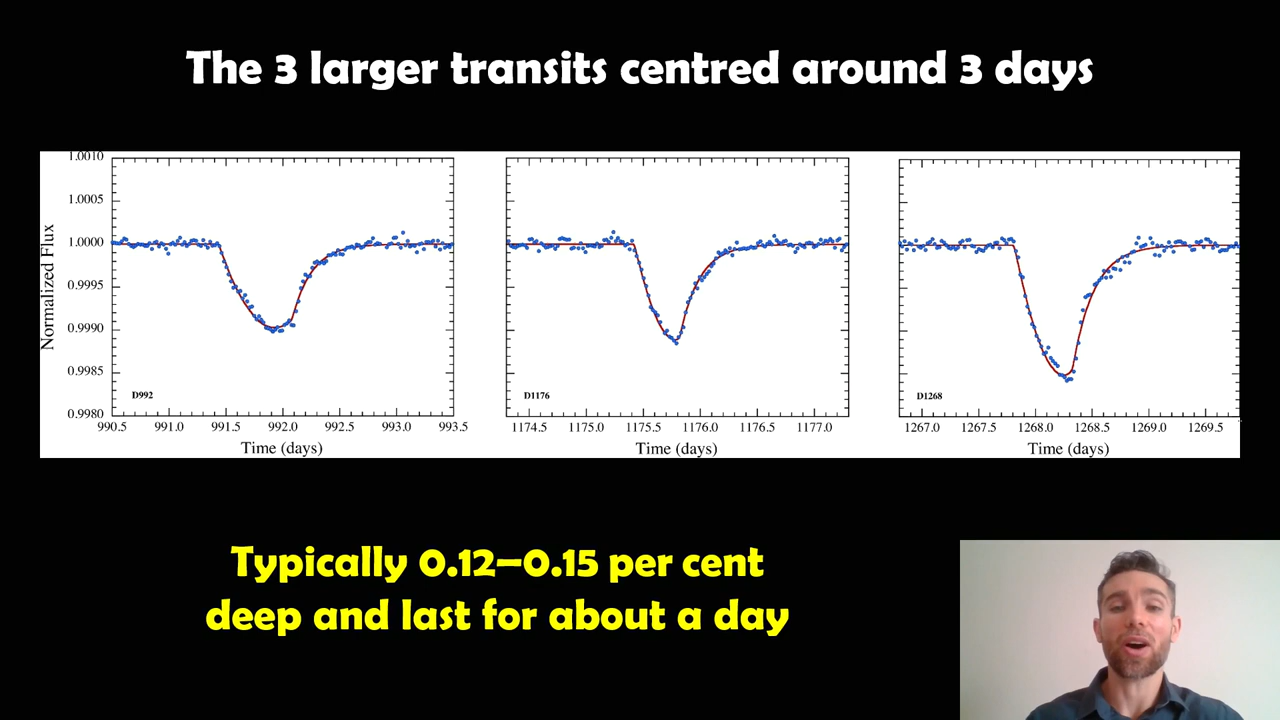 The 3 larger transits centred around 3 days
Normalized Flux
1.0010
1.0005
1.0000
0.9995
0.9990
0.9985
0.9980
D992
990.5 991.0 991.5 992.0 992.5 993.0 993.5
Time (days)
D1176
1174.5 1175.0 1175.5 1176.0 1176.5 1177.0
Time (days)
D1268
1267.0 1267.5 1268.0 1268.5 1269.0 1269.5
Time (days)
Typically 0.12–0.15 per cent
deep and last for about a day